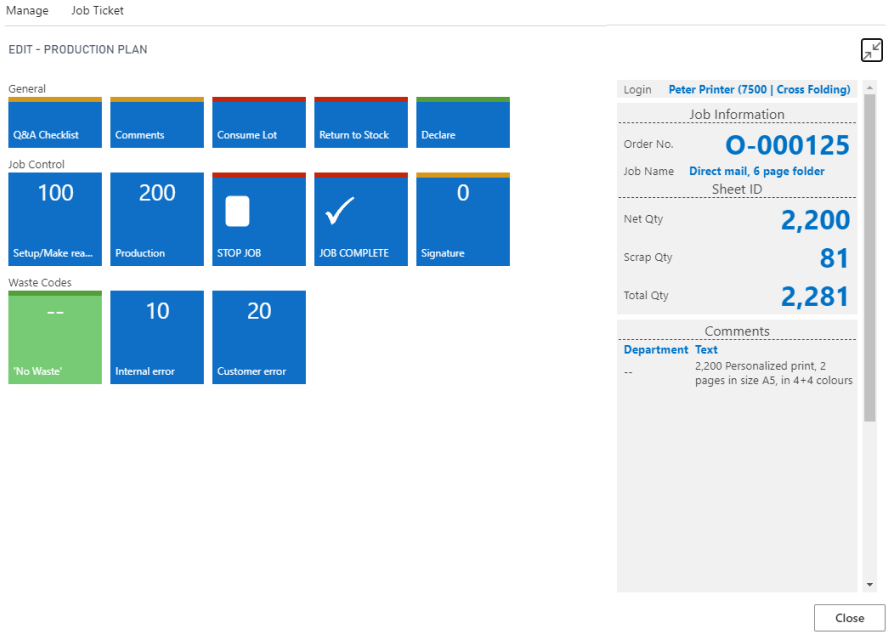 Manage Job Ticket
EDIT - PRODUCTION PLAN
General
Q&A Checklist
Comments
Consume Lot
Return to Stock
Declare
Job Control
100
Setup/Make rea...
200
Production
STOP JOB
JOB COMPLETE
0
Signature
Waste Codes
--
'No Waste'
10
Internal error
20
Customer error
Login Peter Printer (7500 | Cross Folding)
Job Information
Order No. O-000125
Job Name Direct mail, 6 page folder
Sheet ID
Net Qty 2,200
Scrap Qty 81
Total Qty 2,281
Comments
Department Text
-- 2,200 Personalized print, 2
pages in size A5, in 4+4 colours
Close